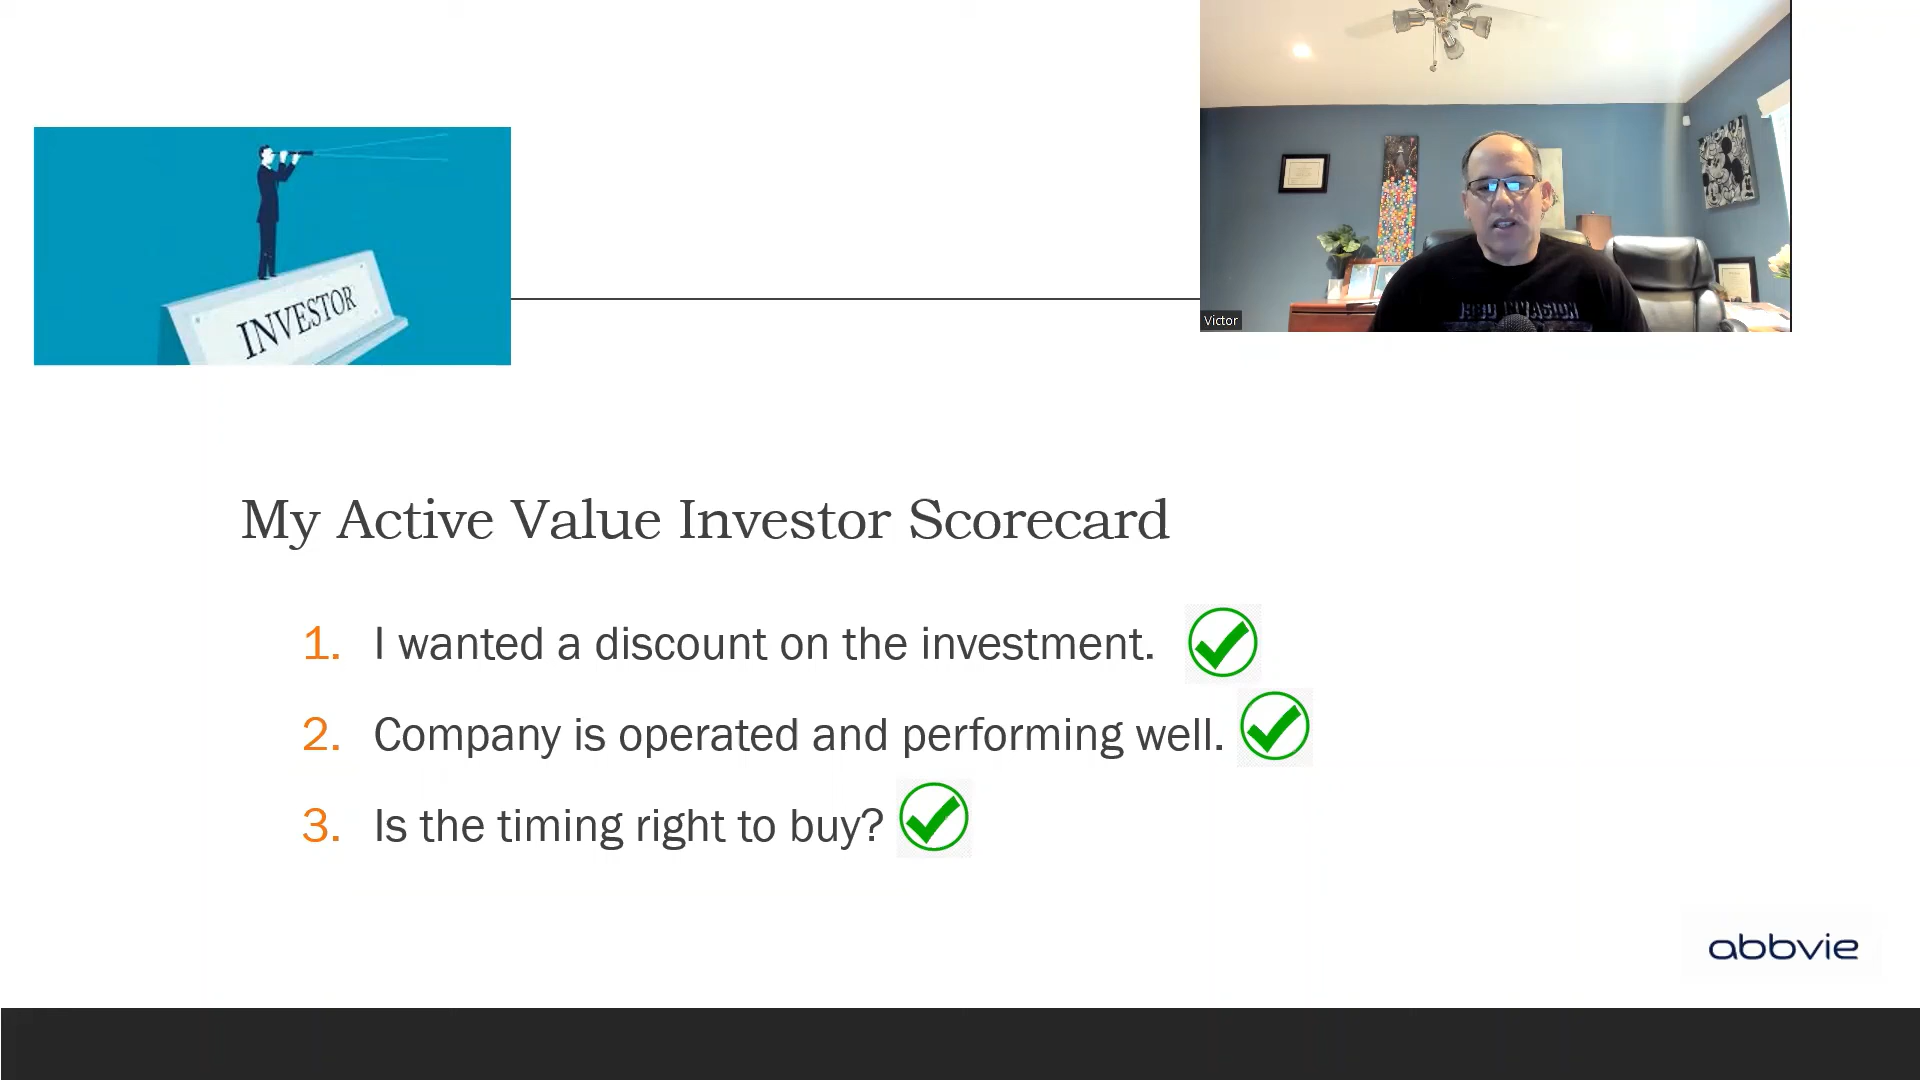 INVESTOR
Victor
My Active Value Investor Scorecard
1. I wanted a discount on the investment.
2. Company is operated and performing well.
3. Is the timing right to buy?
abbvie